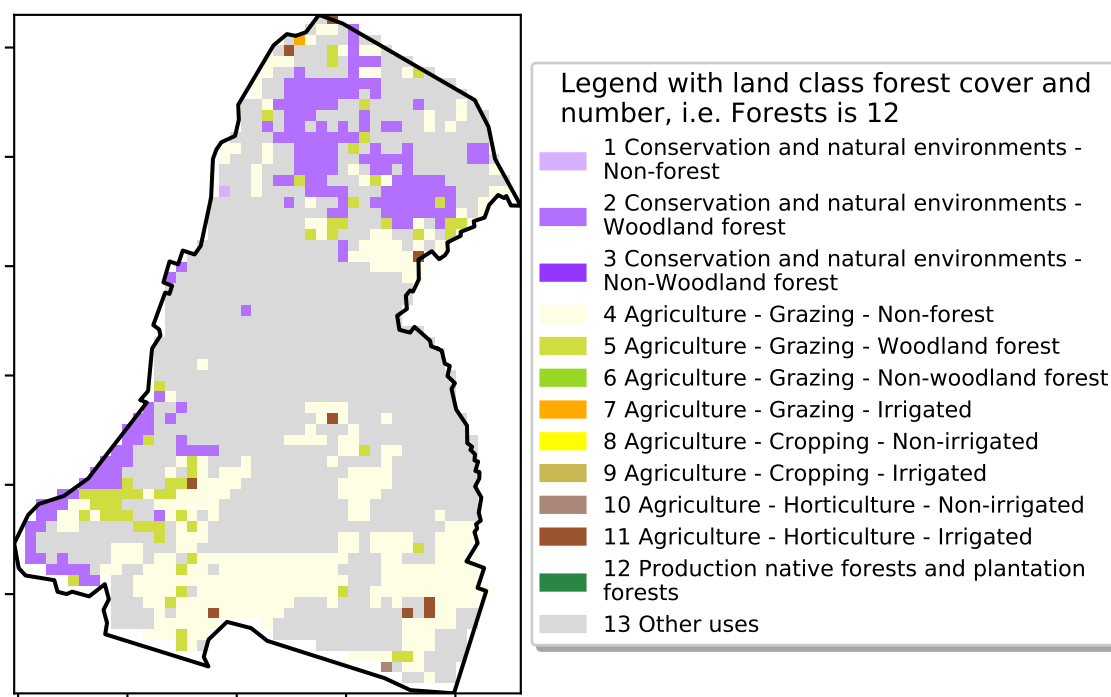 Legend with land class forest cover and
number, i.e. Forests is 12
1 Conservation and natural environments -
Non-forest
2 Conservation and natural environments -
Woodland forest
3 Conservation and natural environments -
Non-Woodland forest
4 Agriculture - Grazing - Non-forest
5 Agriculture - Grazing - Woodland forest
6 Agriculture - Grazing - Non-woodland forest
7 Agriculture - Grazing - Irrigated
8 Agriculture - Cropping - Non-irrigated
9 Agriculture - Cropping - Irrigated
10 Agriculture - Horticulture - Non-irrigated
11 Agriculture - Horticulture - Irrigated
12 Production native forests and plantation
forests
13 Other uses